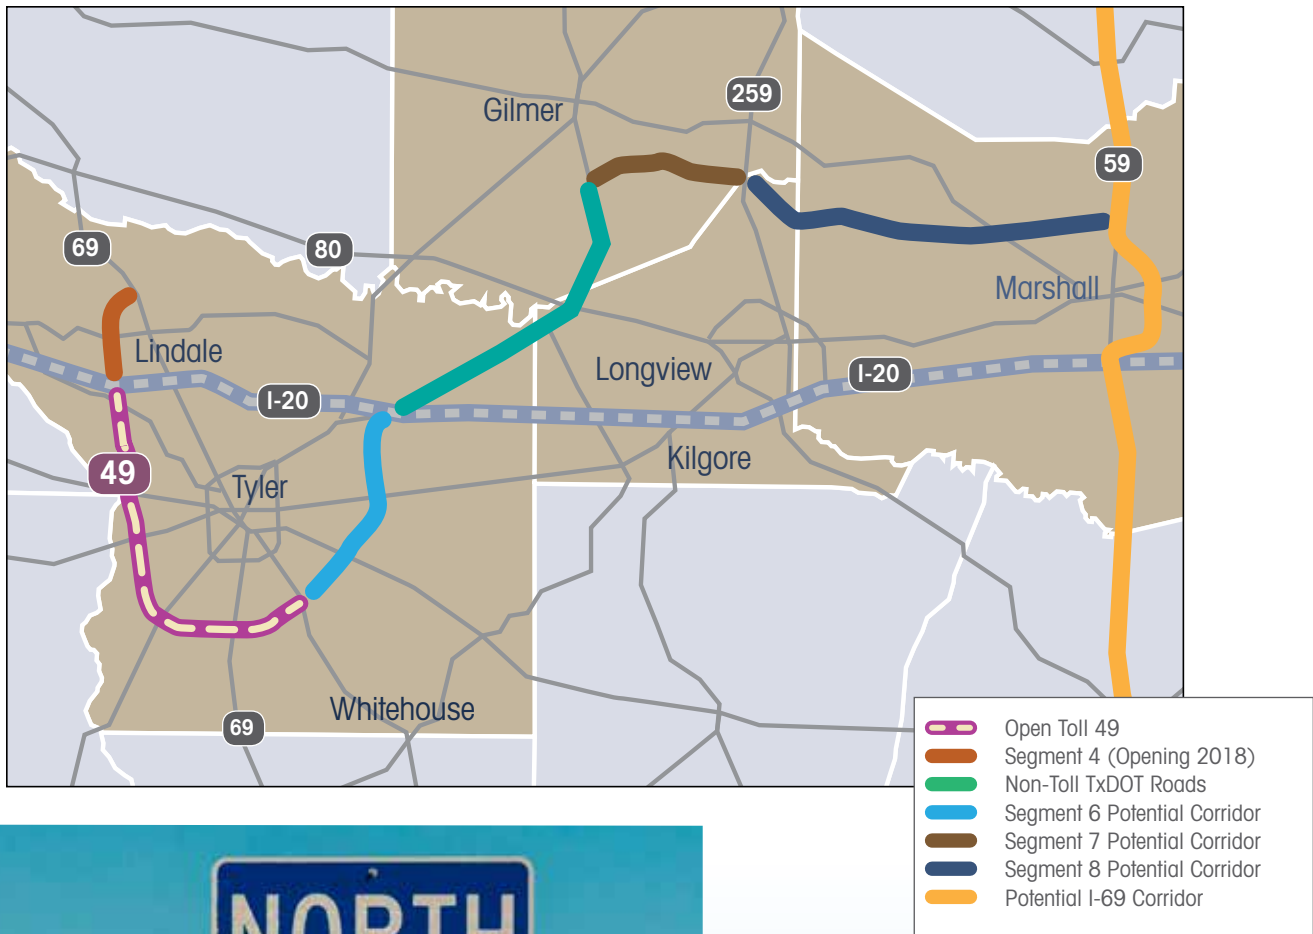 259
Gilmer
59
69
80
Marshall
Lindale
Longview
I-20
I-20
Kilgore
49
Tyler
Whitehouse
69
Open Toll 49
Segment 4 (Opening 2018)
Non-Toll TxDOT Roads
Segment 6 Potential Corridor
Segment 7 Potential Corridor
Segment 8 Potential Corridor
Potential I-69 Corridor
NORTH